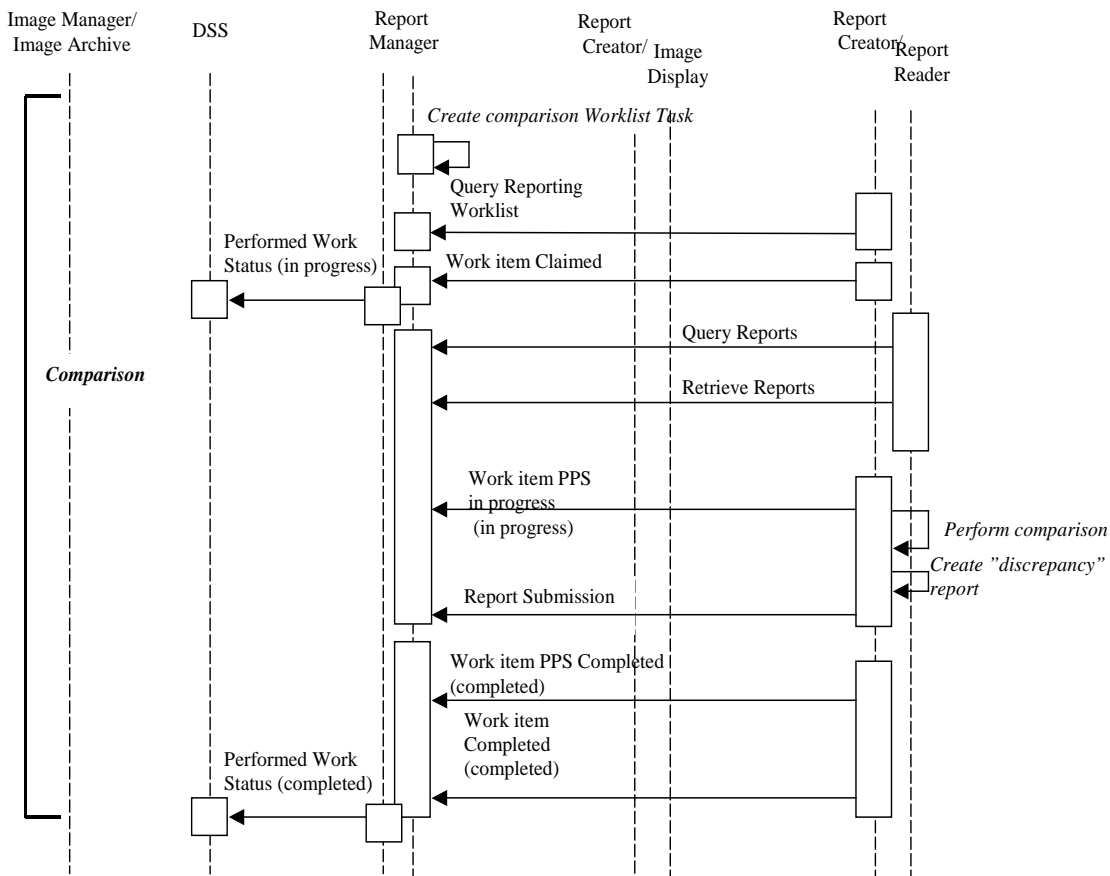 Image Manager/
Image Archive
DSS
Report
Manager
Report
Creator/
Image
Display
Report
Creator/
Report
Reader
Create comparison Worklist Task
Query Reporting
Worklist
Performed Work
Status (in progress)
Work item Claimed
Query Reports
Comparison
Retrieve Reports
Work item PPS
in progress
(in progress)
Perform comparison
Create ”discrepancy”
report
Report Submission
Work item PPS Completed
(completed)
Work item
Completed
(completed)
Performed Work
Status (completed)